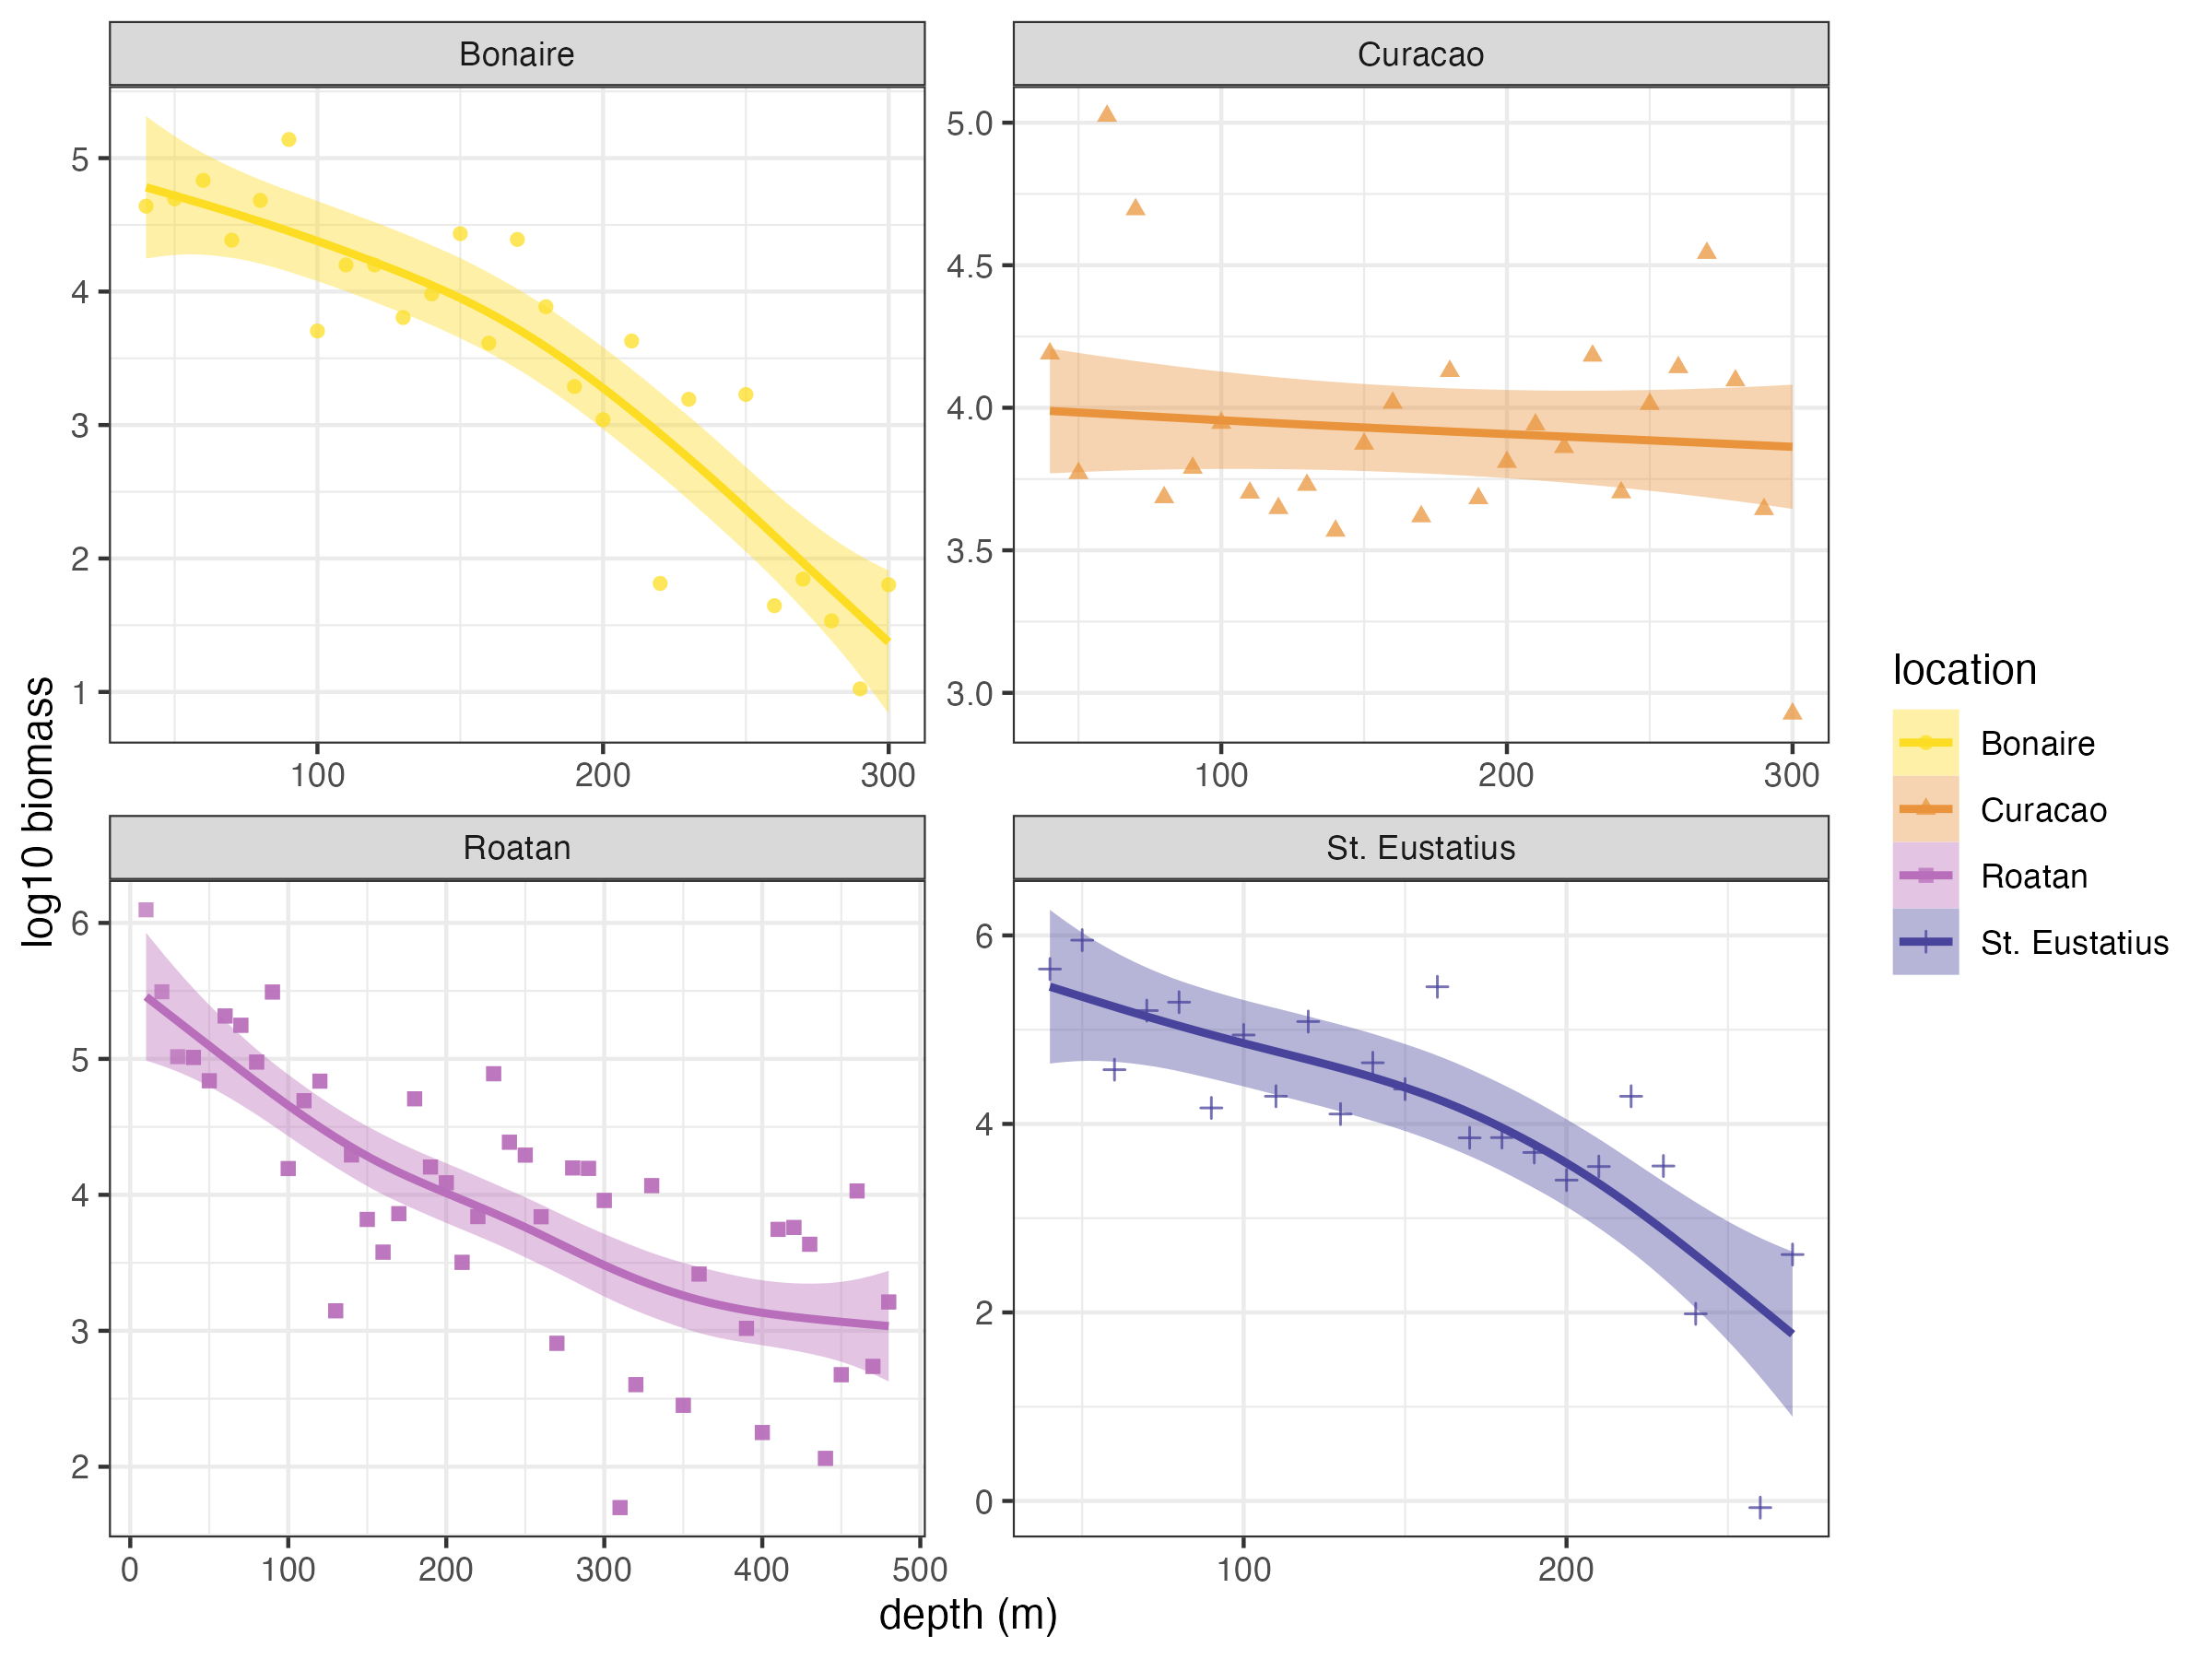 Bonaire
Curacao
5
4
3
2
1
5.0
4.5
4.0
3.5
3.0
100 200 300
100 200 300
log10 biomass
Roatan
St. Eustatius
6
5
4
3
2
6
4
2
0
0 100 200 300 400 500
100 200
depth (m)
location
Bonaire
Curacao
Roatan
St. Eustatius